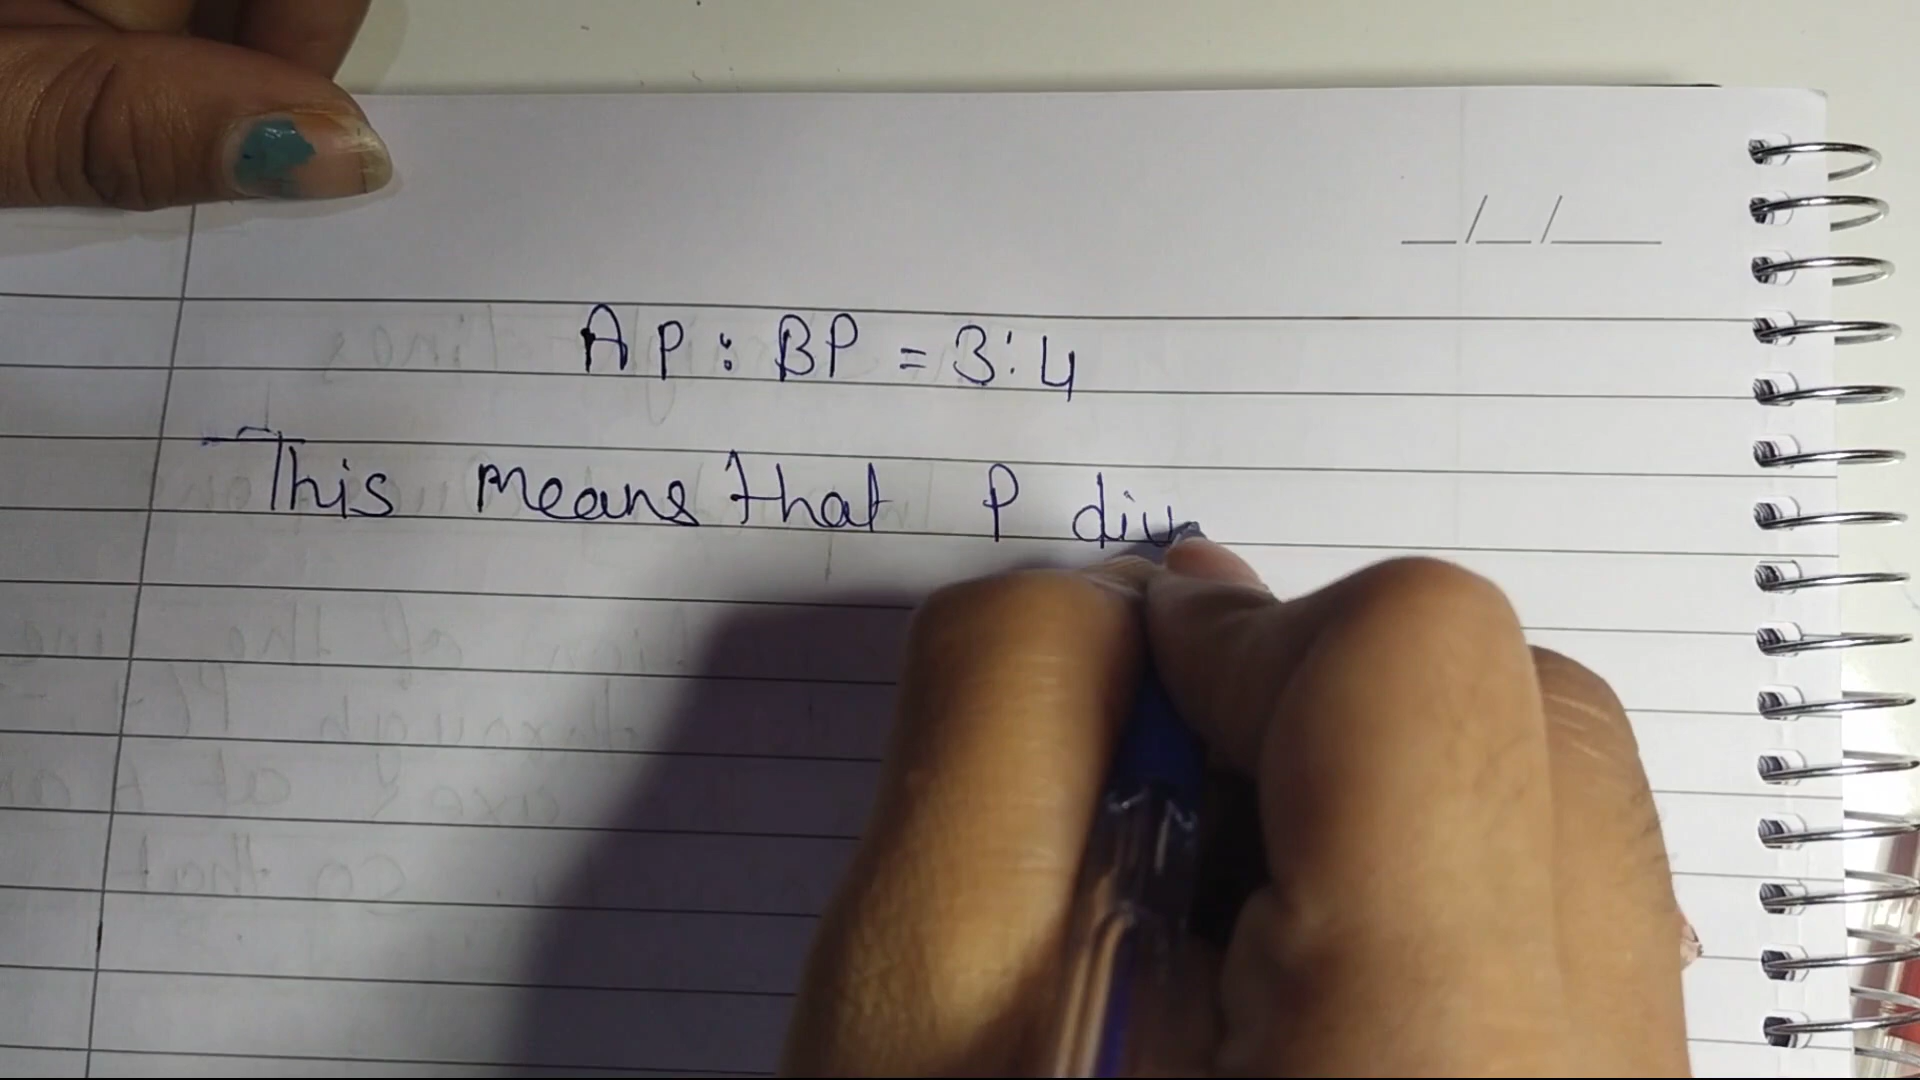 AP : BP = 3:4
This means that P div